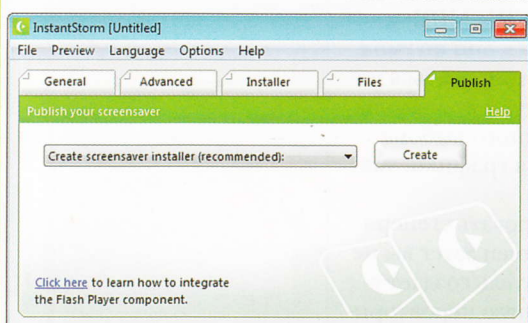 InstantStorm [Untitled]
File Preview Language Options Help
General Advanced Installer Files Publish
Publish your screensaver Help
Create screensaver installer (recommended): Create
Click here to learn how to integrate
the Flash Player component.